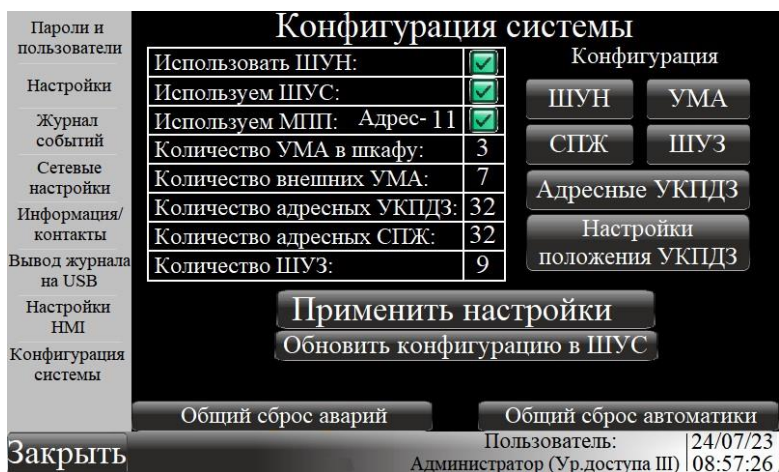 Пароли и
пользователи
Настройки
Журнал
событий
Сетевые
настройки
Информация/
контакты
Вывод журнала
на USB
Настройки
HMI
Конфигурация
системы
Конфигурация системы
Использовать ШУН:
Используем ШУС:
Используем МПП: Адрес- 11
Количество УМА в шкафу: 3
Количество внешних УМА: 7
Количество адресных УКПДЗ: 32
Количество адресных СПЖ: 32
Количество ШУЗ: 9
Конфигурация
ШУН УМА
СПЖ ШУЗ
Адресные УКПДЗ
Настройки
положения УКПДЗ
Применить настройки
Обновить конфигурацию в ШУС
Общий сброс аварий Общий сброс автоматики
Закрыть
Пользователь: 24/07/23
Администратор (Ур.доступа III) 08:57:26